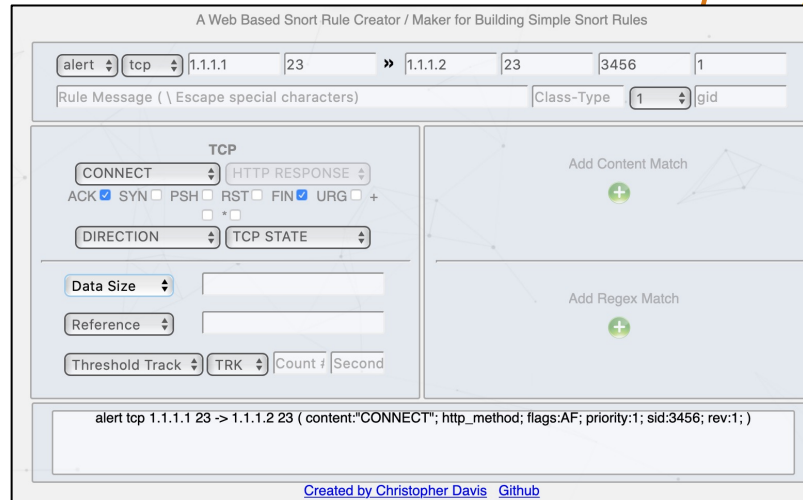 A Web Based Snort Rule Creator / Maker for Building Simple Snort Rules
alert tcp 1.1.1.1 23 » 1.1.1.2 23 3456 1
Rule Message ( \ Escape special characters) Class-Type 1 gid
TCP
CONNECT HTTP RESPONSE
ACK SYN PSH RST FIN URG +
*
DIRECTION TCP STATE
Data Size
Reference
Threshold Track TRK Count # Second
Add Content Match
Add Regex Match
alert tcp 1.1.1.1 23 -> 1.1.1.2 23 ( content:"CONNECT"; http_method; flags:AF; priority:1; sid:3456; rev:1; )
Created by Christopher Davis Github